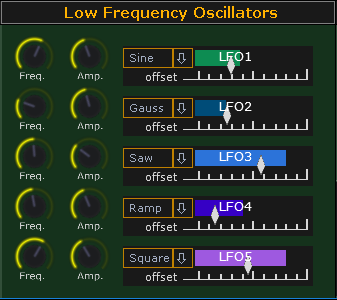 Low Frequency Oscillators
Sine LFO1
Freq. Amp. offset
Gauss LFO2
Freq. Amp. offset
Saw LFO3
Freq. Amp. offset
Ramp LFO4
Freq. Amp. offset
Square LFO5
Freq. Amp. offset